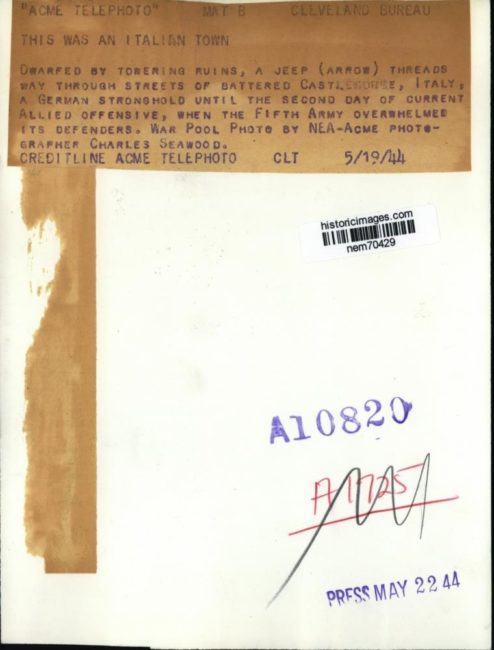 "ACME TELEPHOTO" MAT B CLEVELAND BUREAU
THIS WAS AN ITALIAN TOWN
DWARFED BY TOWERING RUINS, A JEEP (ARROW) THREADS
WAY THROUGH STREETS OF BATTERED ITALY,
A GERMAN STRONGHOLD UNTIL THE SECOND DAY OF CURRENT
ALLIED OFFENSIVE, WHEN THE FIFTH ARMY OVERWHELMED
ITS DEFENDERS. WAR POOL PHOTO BY NEA-ACME PHOTO-
GRAPHER CHARLES SEAWOOD.
CREDITLINE ACME TELEPHOTO CLT 5/19/44
historicimages.com
nem70429
A10820
A1725
PRESS MAY 22 44